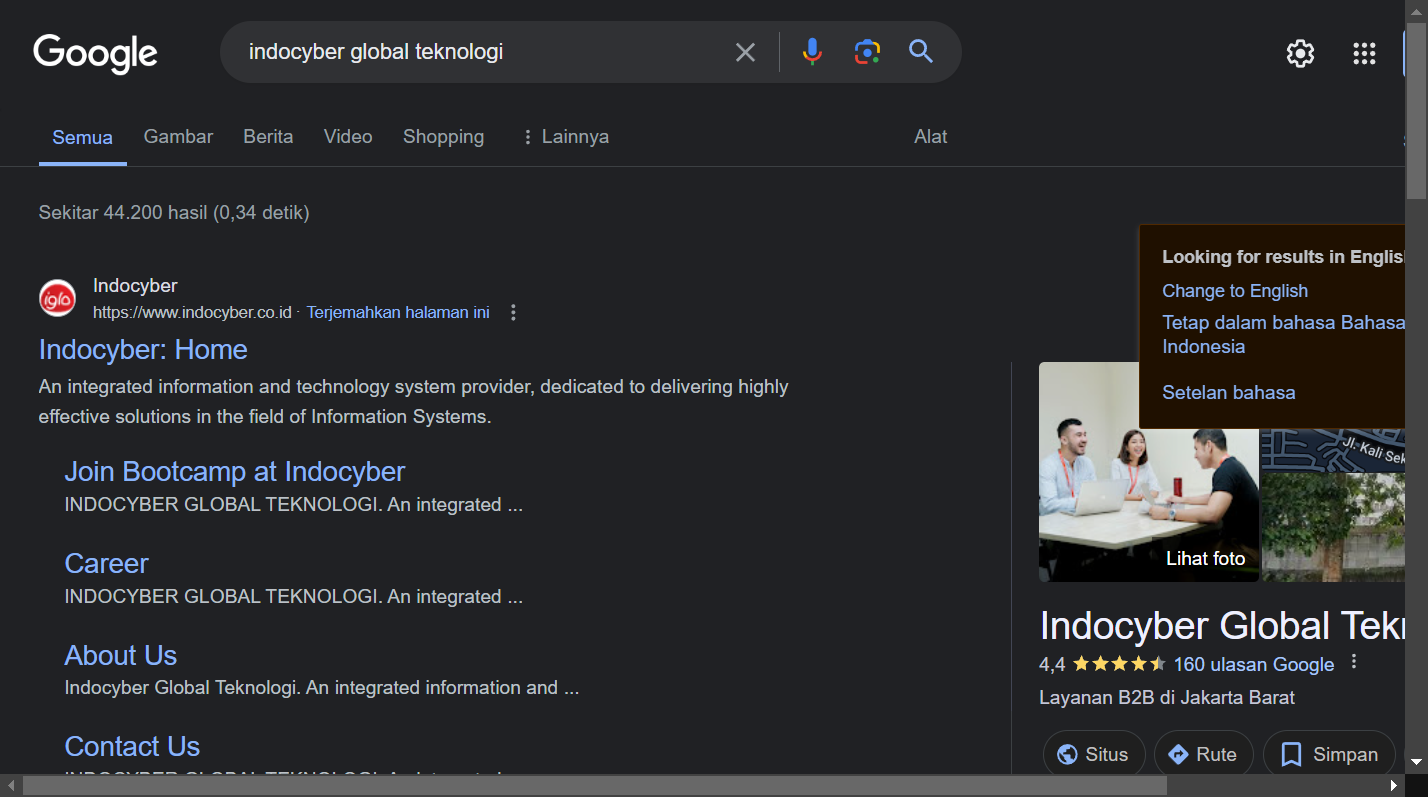 Google
indocyber global teknologi
Semua
Gambar
Berita
Video
Shopping
Lainnya
Alat
Sekitar 44.200 hasil (0,34 detik)
iglo
Indocyber
https://www.indocyber.co.id · Terjemahkan halaman ini
Indocyber: Home
An integrated information and technology system provider, dedicated to delivering highly
effective solutions in the field of Information Systems.
Join Bootcamp at Indocyber
INDOCYBER GLOBAL TEKNOLOGI. An integrated ...
Career
INDOCYBER GLOBAL TEKNOLOGI. An integrated ...
About Us
Indocyber Global Teknologi. An integrated information and ...
Contact Us
Looking for results in Englis
Change to English
Tetap dalam bahasa Bahasa
Indonesia
Setelan bahasa
Jl. Kali Sek
Lihat foto
Indocyber Global Tek
4,4
160 ulasan Google
Layanan B2B di Jakarta Barat
Situs
Rute
Simpan